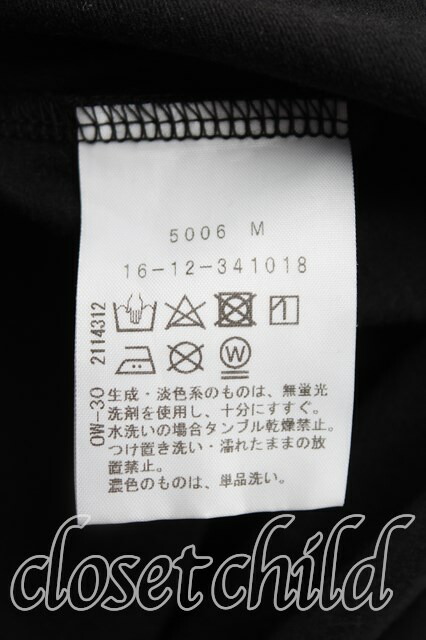 5006 M
16-12-341018
OW-30 2114312
W
生成・淡色系のものは、無蛍光
洗剤を使用し、十分にすすぐ。
水洗いの場合タンブル乾燥禁止。
つけ置き洗い・濡れたままの放
置禁止。
濃色のものは、単品洗い。
closet child